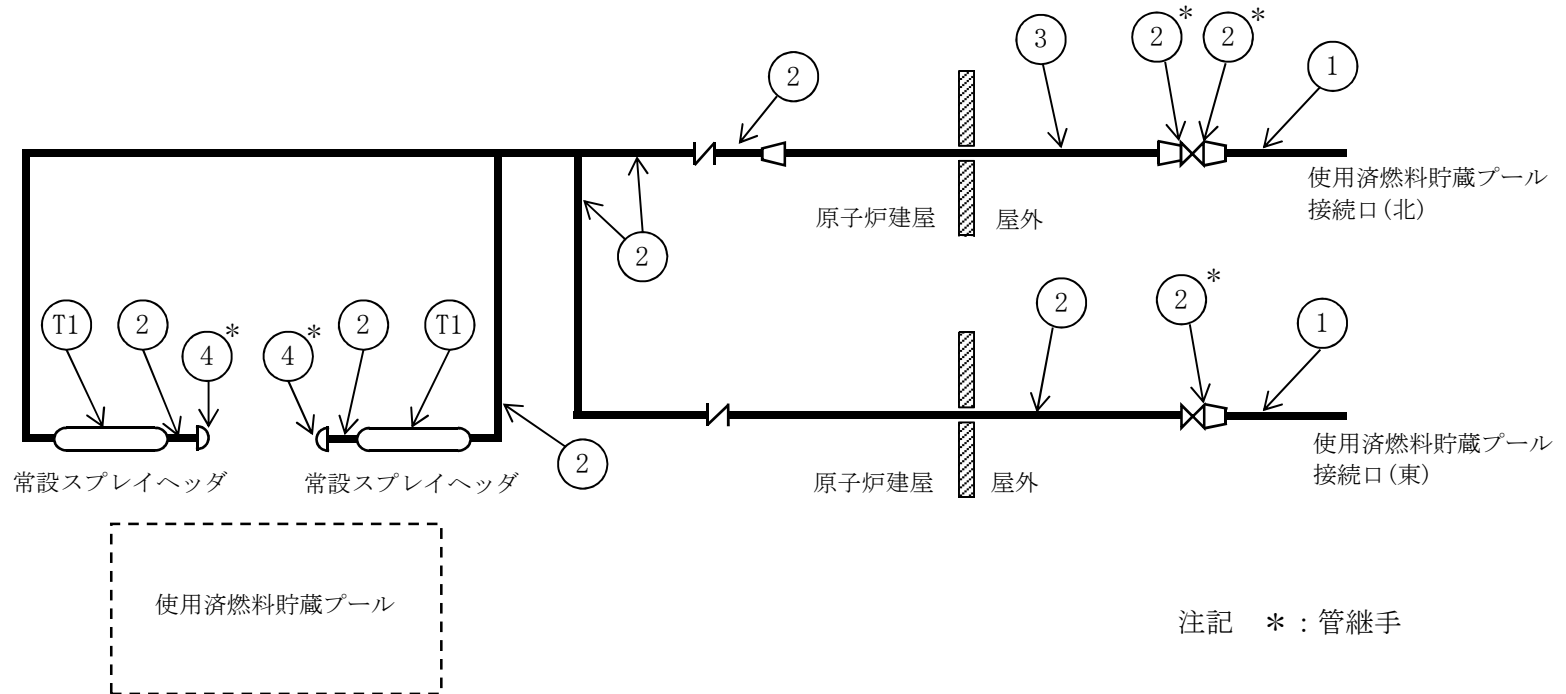 3
2*
2*
1
2
使用済燃料貯蔵プール
接続口(北)
原子炉建屋
屋外
2
T1
2
4*
4*
2
T1
2
2*
1
2
使用済燃料貯蔵プール
接続口(東)
常設スプレイヘッダ
常設スプレイヘッダ
原子炉建屋
屋外
使用済燃料貯蔵プール
注記 *:管継手